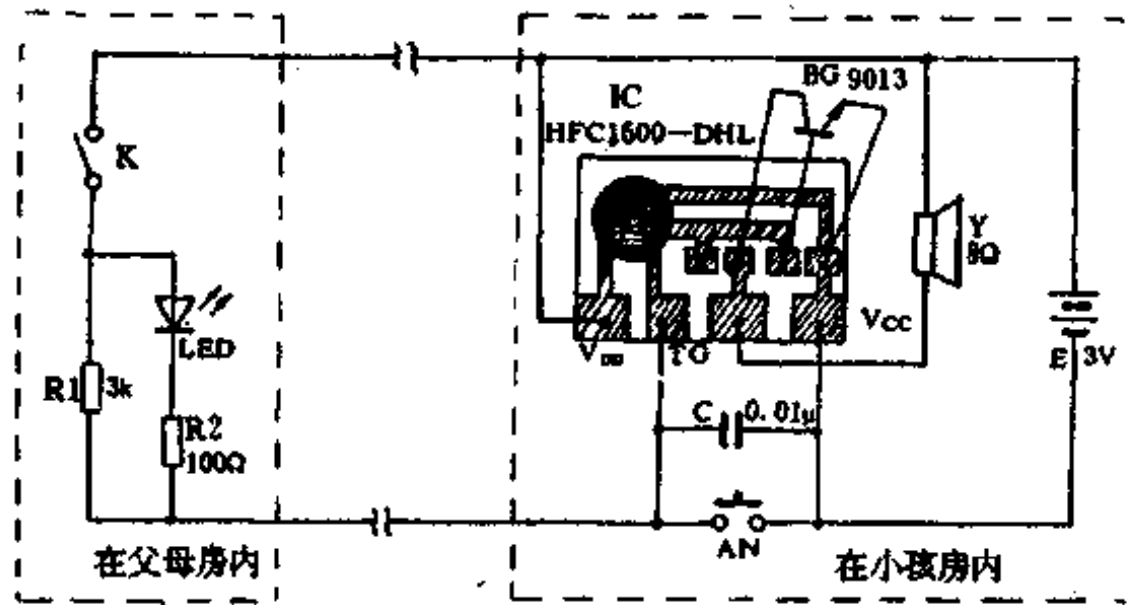 BG 9013
IC
HFC1600-DHL
K
Y
8Ω
LED
VCC
TG
E 3V
R1 3k
R2
100Ω
C 0.01μ
AN
在父母房内
在小孩房内